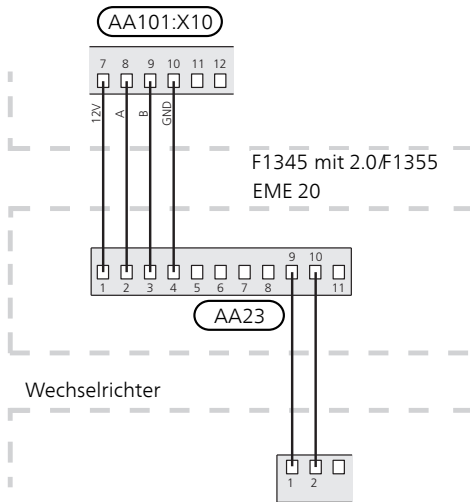 AA101:X10
7 8 9 10 11 12
12V A B GND
F1345 mit 2.0/F1355
EME 20
9 10
1 2 3 4 5 6 7 8 11
AA23
Wechselrichter
1 2